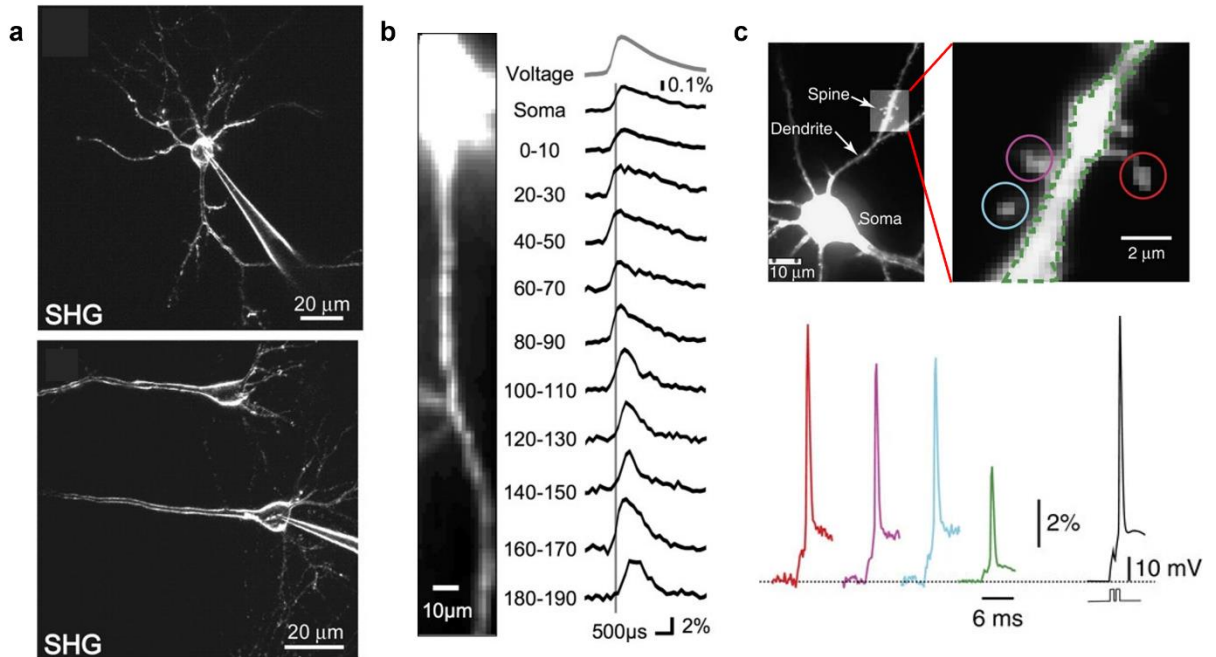 a
SHG
20 μm
SHG
20 μm
b
Voltage
0.1%
Soma
0-10
20-30
40-50
60-70
80-90
100-110
120-130
140-150
160-170
180-190
10μm
500μs
2%
c
Spine
Dendrite
Soma
10 μm
2 μm
2%
10 mV
6 ms